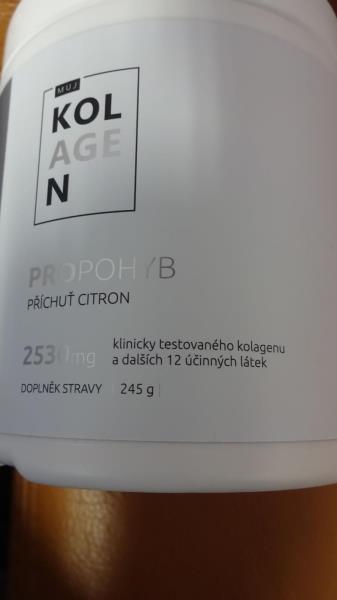 MŮJ
KOL
AGE
N
PROPOHYB
PŘÍCHUŤ CITRON
2530mg klinicky testovaného kolagenu
a dalších 12 účinných látek
DOPLNĚK STRAVY | 245 g |